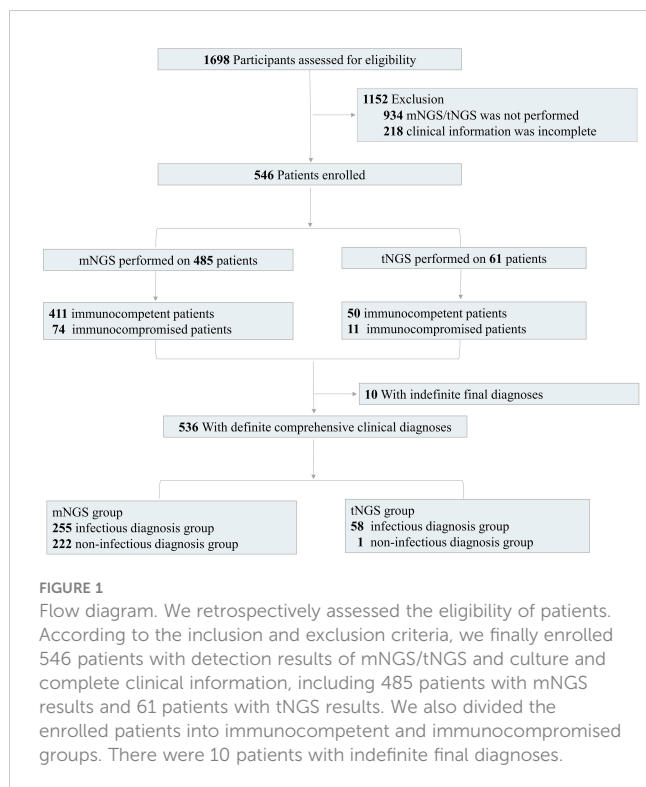 1698 Participants assessed for eligibility
1152 Exclusion
934 mNGS/tNGS was not performed
218 clinical information was incomplete
546 Patients enrolled
mNGS performed on 485 patients
tNGS performed on 61 patients
411 immunocompetent patients
74 immunocompromised patients
50 immunocompetent patients
11 immunocompromised patients
10 With indefinite final diagnoses
536 With definite comprehensive clinical diagnoses
mNGS group
255 infectious diagnosis group
222 non-infectious diagnosis group
tNGS group
58 infectious diagnosis group
1 non-infectious diagnosis group
FIGURE 1
Flow diagram. We retrospectively assessed the eligibility of patients.
According to the inclusion and exclusion criteria, we finally enrolled
546 patients with detection results of mNGS/tNGS and culture and
complete clinical information, including 485 patients with mNGS
results and 61 patients with tNGS results. We also divided the
enrolled patients into immunocompetent and immunocompromised
groups. There were 10 patients with indefinite final diagnoses.